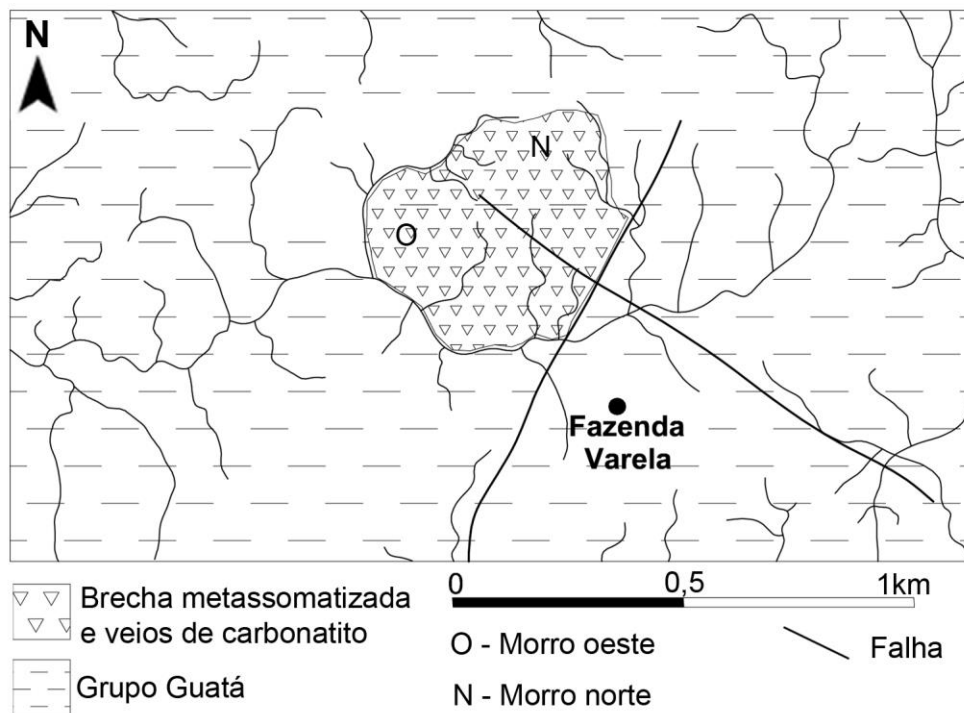 N
N
O
Fazenda
Varela
Brecha metassomatizada
e veios de carbonatito
Grupo Guatá
0 0,5 1km
O - Morro oeste
Falha
N - Morro norte